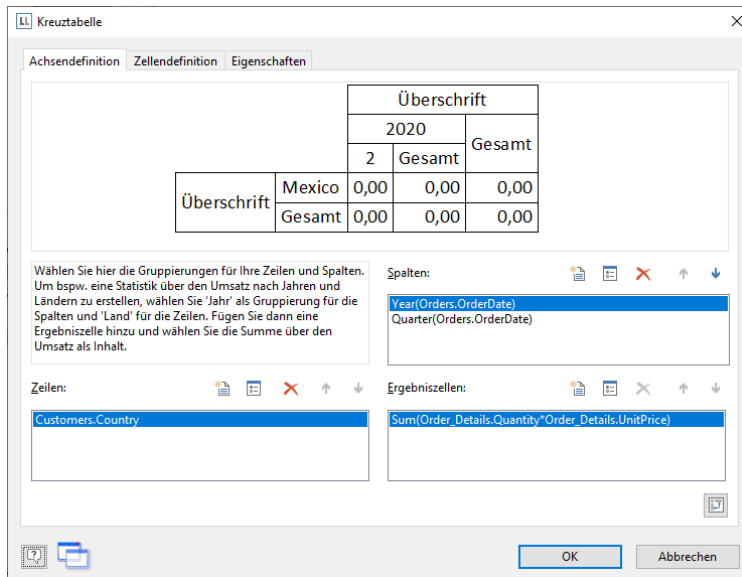 LL Kreuztabelle
Achsendefinition Zellendefinition Eigenschaften
Überschrift
2020 Gesamt
2 Gesamt
Überschrift Mexico 0,00 0,00 0,00
Gesamt 0,00 0,00 0,00
Wählen Sie hier die Gruppierungen für Ihre Zeilen und Spalten.
Um bspw. eine Statistik über den Umsatz nach Jahren und
Ländern zu erstellen, wählen Sie 'Jahr' als Gruppierung für die
Spalten und 'Land' für die Zeilen. Fügen Sie dann eine
Ergebniszelle hinzu und wählen Sie die Summe über den
Umsatz als Inhalt.
Spalten:
Year(Orders.OrderDate)
Quarter(Orders.OrderDate)
Zeilen:
Customers.Country
Ergebniszellen:
Sum(Order_Details.Quantity*Order_Details.UnitPrice)
OK Abbrechen